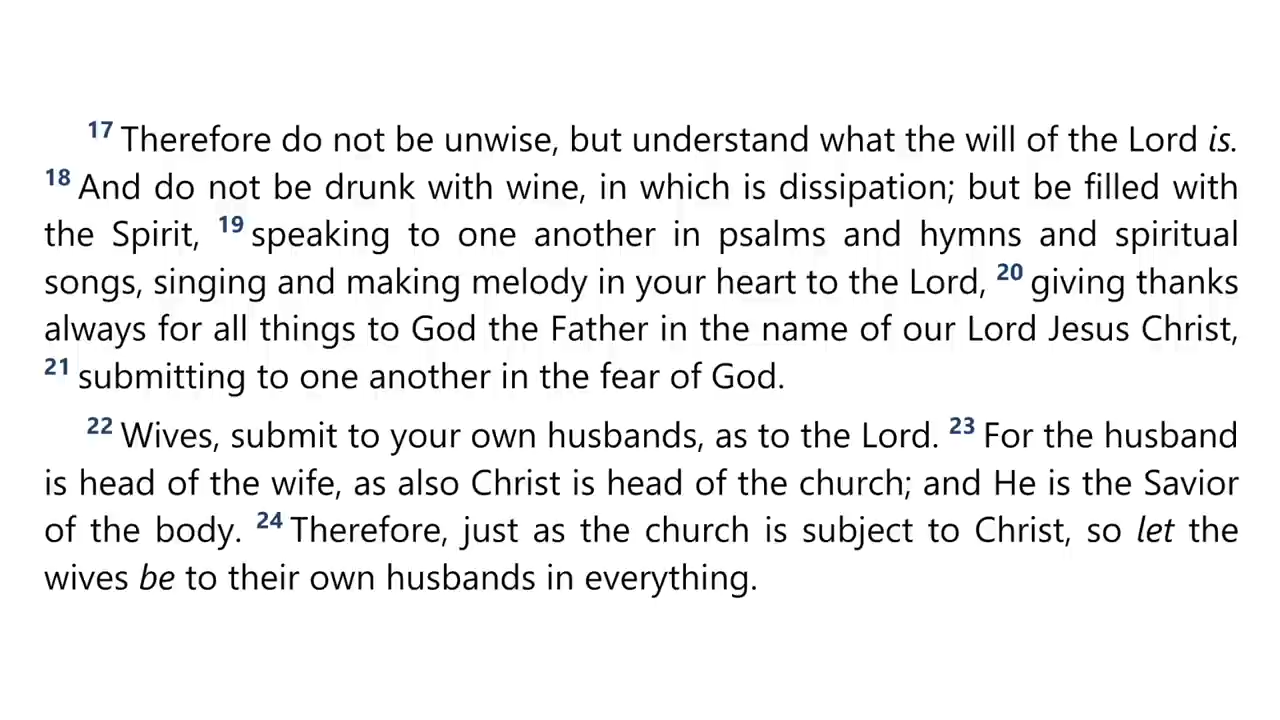 17 Therefore do not be unwise, but understand what the will of the Lord is.
18 And do not be drunk with wine, in which is dissipation; but be filled with
the Spirit, 19 speaking to one another in psalms and hymns and spiritual
songs, singing and making melody in your heart to the Lord, 20 giving thanks
always for all things to God the Father in the name of our Lord Jesus Christ,
21 submitting to one another in the fear of God.
22 Wives, submit to your own husbands, as to the Lord. 23 For the husband
is head of the wife, as also Christ is head of the church; and He is the Savior
of the body. 24 Therefore, just as the church is subject to Christ, so let the
wives be to their own husbands in everything.